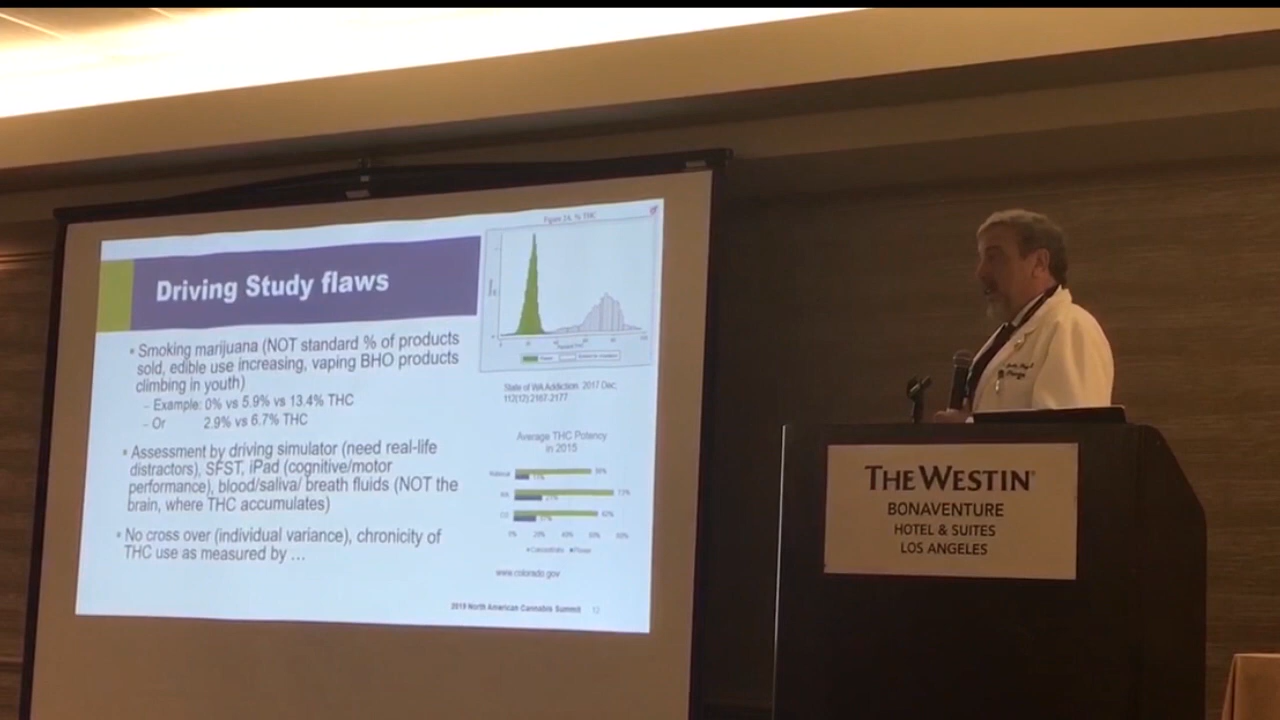 Driving Study flaws
▪ Smoking marijuana (NOT standard % of products
sold, edible use increasing, vaping BHO products
climbing in youth)
– Example: 0% vs 5.9% vs 13.4% THC
– Or 2.9% vs 6.7% THC
▪ Assessment by driving simulator (need real-life
distractors), SFST, iPad (cognitive/motor
performance), blood/saliva/ breath fluids (NOT the
brain, where THC accumulates)
▪ No cross over (individual variance), chronicity of
THC use as measured by …
% THC
State of WA Addiction. 2017 Dec;
112(12):2167-2177
Average THC Potency
in 2015
www.colorado.gov
2019 North American Cannabis Summit 12
THE WESTIN®
BONAVENTURE
HOTEL & SUITES
LOS ANGELES